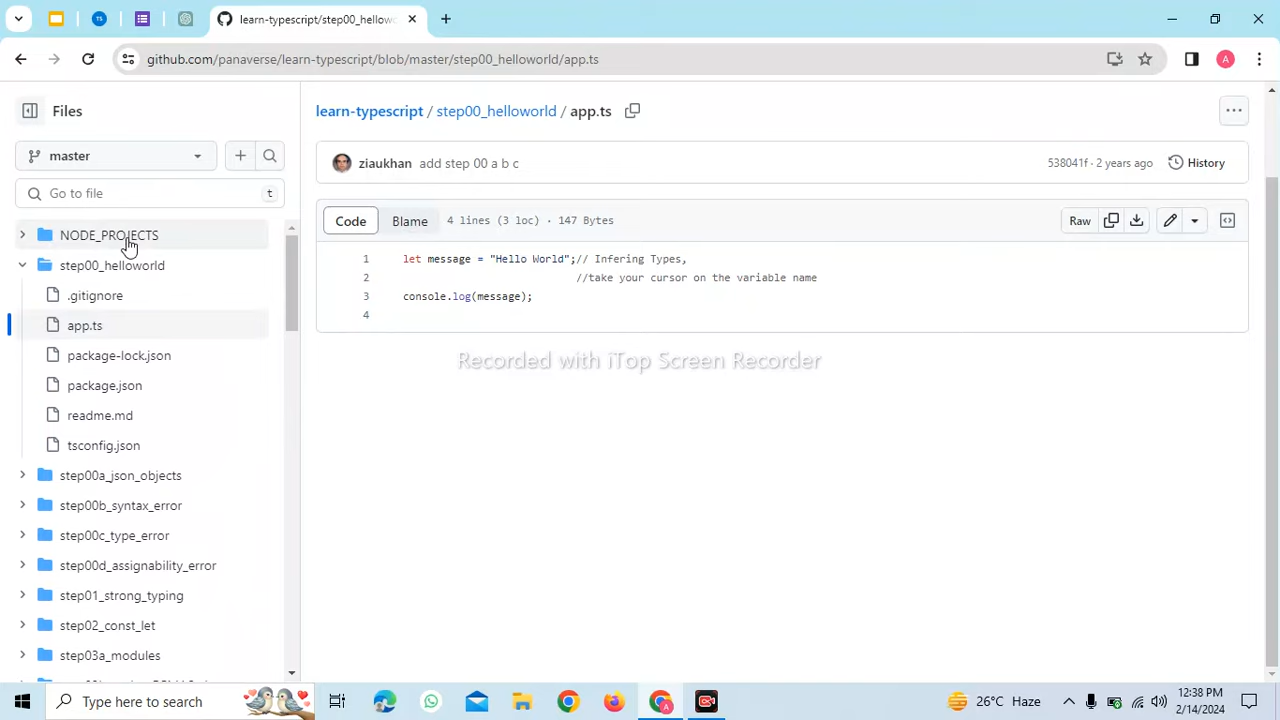 learn-typescript/step00_hellowo
github.com/panaverse/learn-typescript/blob/master/step00_helloworld/app.ts
A
Files
learn-typescript / step00_helloworld / app.ts
master
ziaukhan add step 00 a b c
538041f · 2 years ago
History
Go to file
t
Code
Blame
4 lines (3 loc) · 147 Bytes
Raw
NODE_PROJECTS
step00_helloworld
.gitignore
app.ts
package-lock.json
package.json
readme.md
tsconfig.json
step00a_json_objects
step00b_syntax_error
step00c_type_error
step00d_assignability_error
step01_strong_typing
step02_const_let
step03a_modules
1 let message = "Hello World";// Infering Types,
2 //take your cursor on the variable name
3 console.log(message);
4
Recorded with iTop Screen Recorder
Type here to search
26°C Haze
12:38 PM
2/14/2024